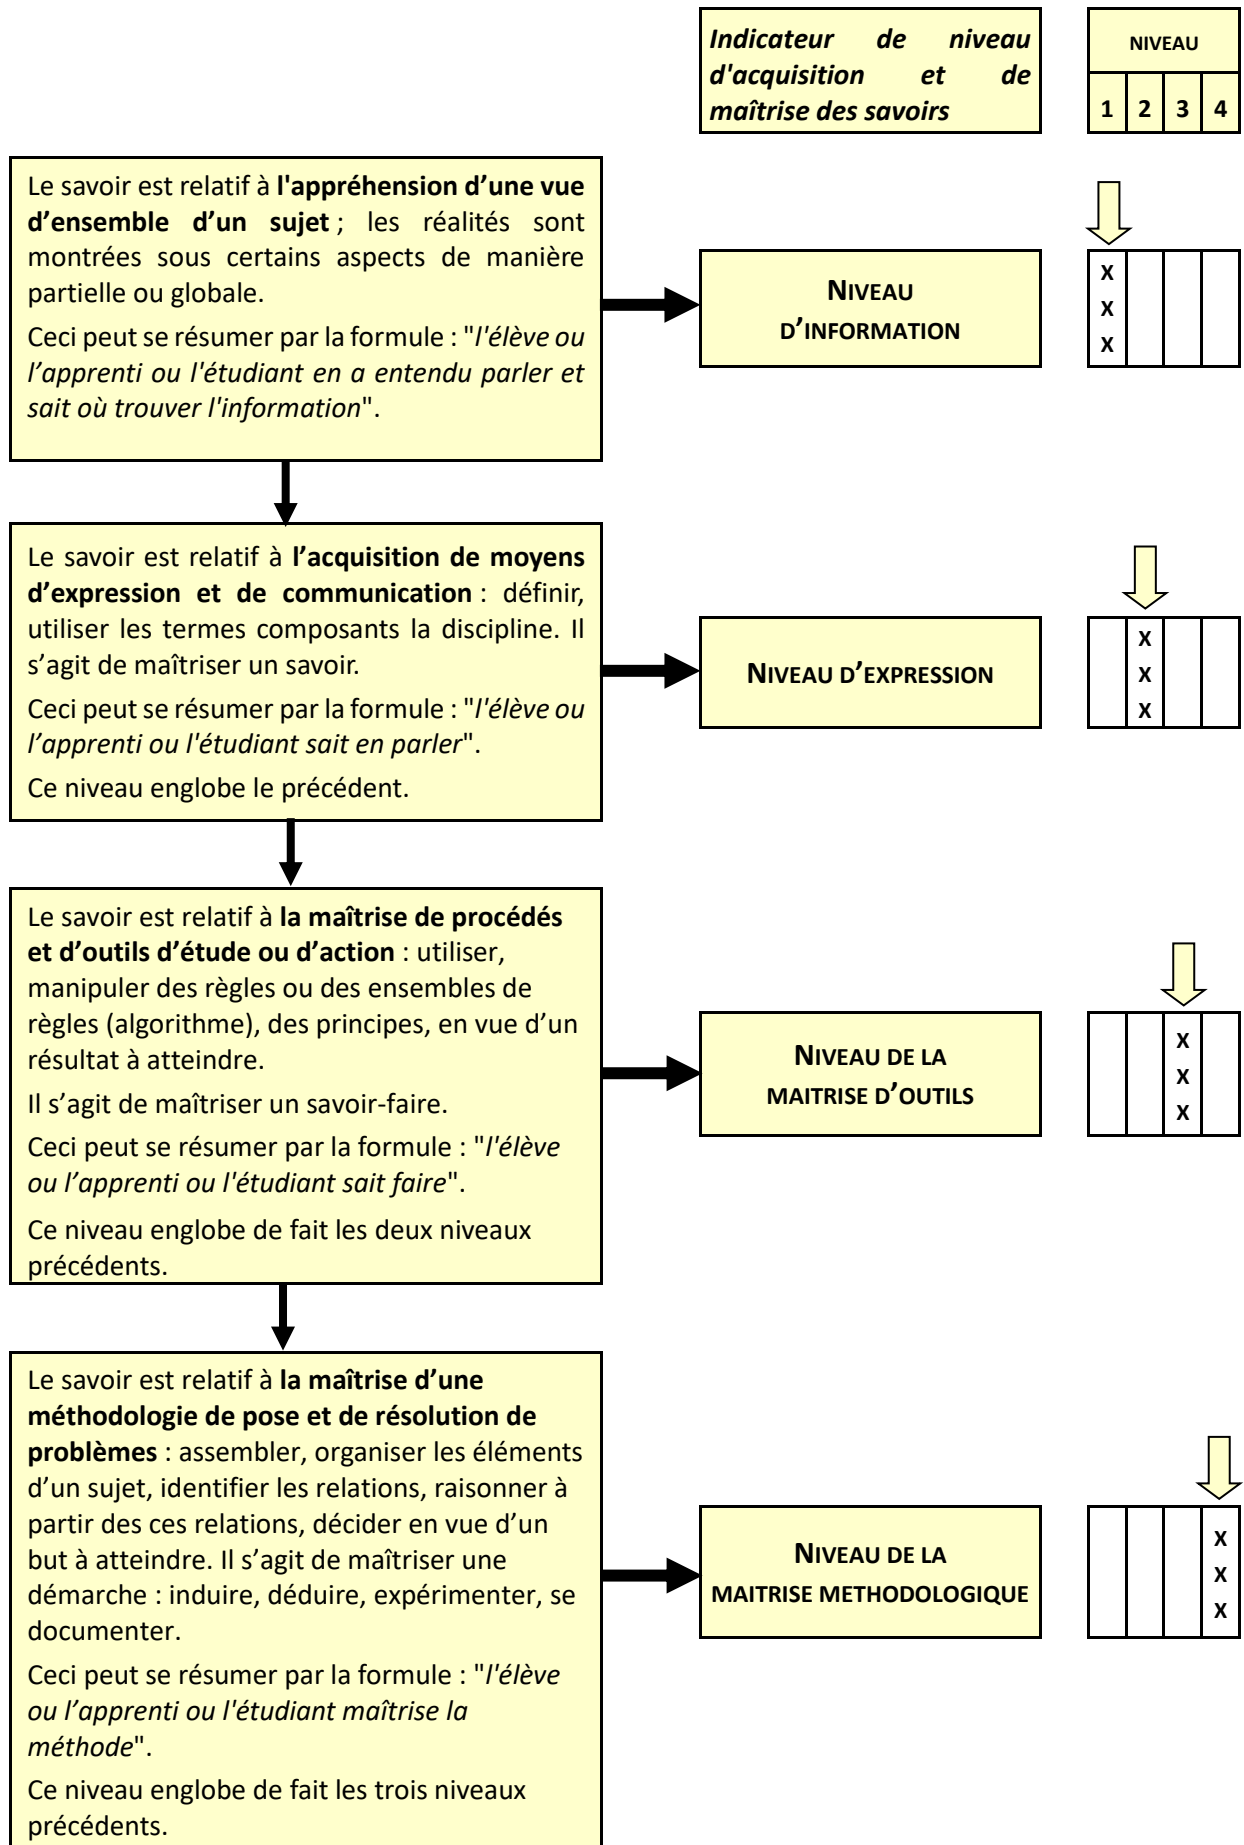 Indicateur de niveau
d'acquisition et de
maîtrise des savoirs
NIVEAU
1 2 3 4
Le savoir est relatif à l'appréhension d’une vue
d’ensemble d’un sujet ; les réalités sont
montrées sous certains aspects de manière
partielle ou globale.
Ceci peut se résumer par la formule : "l'élève ou
l’apprenti ou l'étudiant en a entendu parler et
sait où trouver l'information".
NIVEAU
D’INFORMATION
X
X
X
Le savoir est relatif à l’acquisition de moyens
d’expression et de communication : définir,
utiliser les termes composants la discipline. Il
s’agit de maîtriser un savoir.
Ceci peut se résumer par la formule : "l'élève ou
l’apprenti ou l'étudiant sait en parler".
Ce niveau englobe le précédent.
NIVEAU D’EXPRESSION
X
X
X
Le savoir est relatif à la maîtrise de procédés
et d’outils d’étude ou d’action : utiliser,
manipuler des règles ou des ensembles de
règles (algorithme), des principes, en vue d’un
résultat à atteindre.
Il s’agit de maîtriser un savoir-faire.
Ceci peut se résumer par la formule : "l'élève
ou l’apprenti ou l'étudiant sait faire".
Ce niveau englobe de fait les deux niveaux
précédents.
NIVEAU DE LA
MAITRISE D’OUTILS
X
X
X
Le savoir est relatif à la maîtrise d’une
méthodologie de pose et de résolution de
problèmes : assembler, organiser les éléments
d’un sujet, identifier les relations, raisonner à
partir des ces relations, décider en vue d’un
but à atteindre. Il s’agit de maîtriser une
démarche : induire, déduire, expérimenter, se
documenter.
Ceci peut se résumer par la formule : "l'élève
ou l’apprenti ou l'étudiant maîtrise la
méthode".
Ce niveau englobe de fait les trois niveaux
précédents.
NIVEAU DE LA
MAITRISE METHODOLOGIQUE
X
X
X